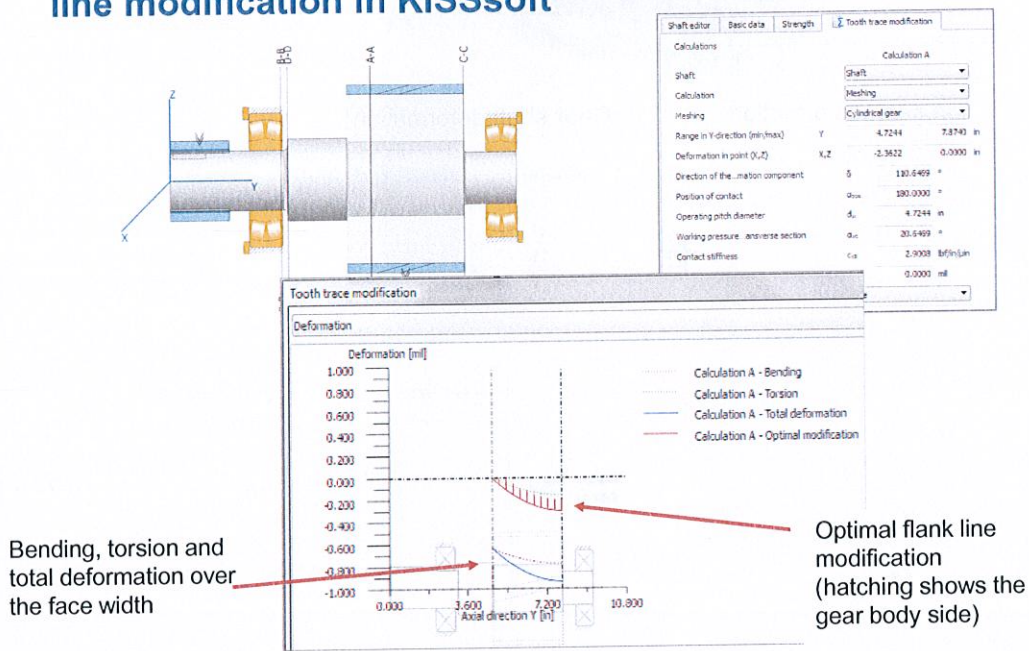 line modification in KISSsoft
B-B
D-D
A-A
C-C
Z
Y
X
Shaft editor Basic data Strength Tooth trace modification
Calculations
Calculation A
Shaft Shaft
Calculation Meshing
Meshing Cylindrical gear
Range in Y-direction (min/max) Y 4.7244 7.8740 in
Deformation in point (X,Z) X,Z -2.3622 0.0000 in
Direction of the...mation component δ 110.6469 °
Position of contact 180.0000 °
Operating pitch diameter 4.7244 in
Working pressure ansverse section 20.6469 °
Contact stiffness 2.9008 lbf/in/µin
0.0000 mil
Tooth trace modification
Deformation
Deformation [mil]
1.000
0.800
0.600
0.400
0.200
0.000
-0.200
-0.400
-0.600
-0.800
-1.000
0.000 3.600 7.200 10.800
Axial direction Y [in]
Calculation A - Bending
Calculation A - Torsion
Calculation A - Total deformation
Calculation A - Optimal modification
Bending, torsion and
total deformation over
the face width
Optimal flank line
modification
(hatching shows the
gear body side)